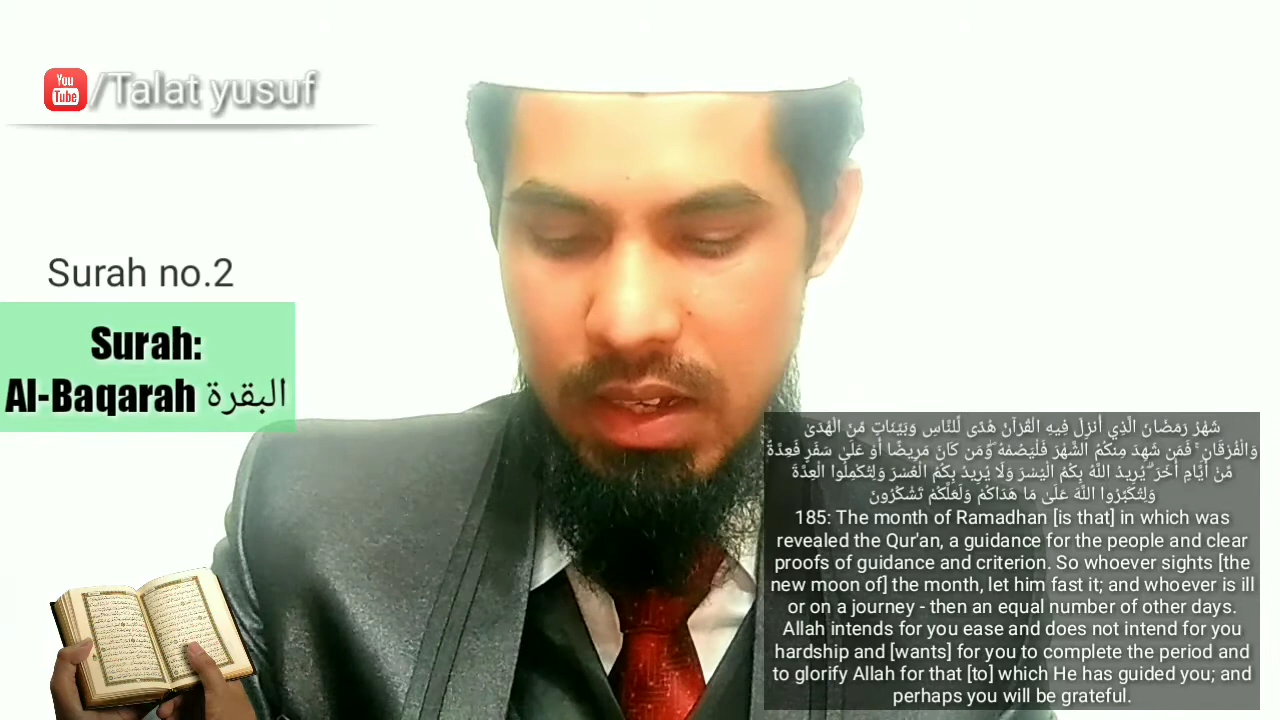 You
Tube
/Talat yusuf
Surah no.2
Surah:
Al-Baqarah البقرة
شَهْرُ رَمَضَانَ الَّذِي أُنزِلَ فِيهِ الْقُرْآنُ هُدًى لِّلنَّاسِ وَبَيِّنَاتٍ مِّنَ الْهُدَىٰ
وَالْفُرْقَانِ ۚ فَمَن شَهِدَ مِنكُمُ الشَّهْرَ فَلْيَصُمْهُ ۖ وَمَن كَانَ مَرِيضًا أَوْ عَلَىٰ سَفَرٍ فَعِدَّةٌ
مِّنْ أَيَّامٍ أُخَرَ ۗ يُرِيدُ اللَّهُ بِكُمُ الْيُسْرَ وَلَا يُرِيدُ بِكُمُ الْعُسْرَ وَلِتُكْمِلُوا الْعِدَّةَ
وَلِتُكَبِّرُوا اللَّهَ عَلَىٰ مَا هَدَاكُمْ وَلَعَلَّكُمْ تَشْكُرُونَ
185: The month of Ramadhan [is that] in which was
revealed the Qur'an, a guidance for the people and clear
proofs of guidance and criterion. So whoever sights [the
new moon of] the month, let him fast it; and whoever is ill
or on a journey - then an equal number of other days.
Allah intends for you ease and does not intend for you
hardship and [wants] for you to complete the period and
to glorify Allah for that [to] which He has guided you; and
perhaps you will be grateful.